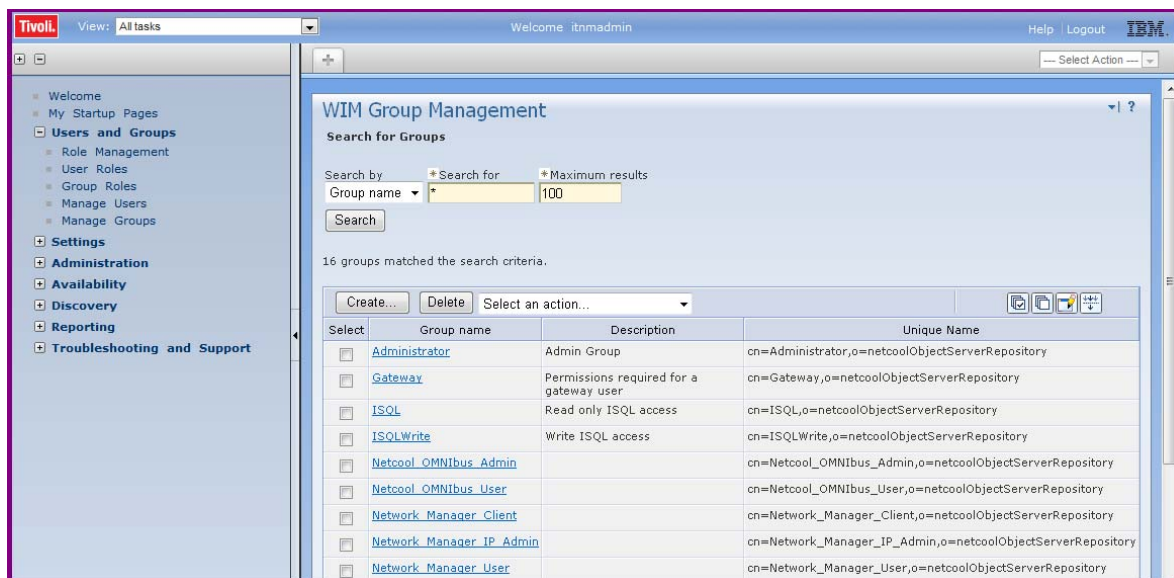 Tivoli. View: All tasks Welcome itnmadmin Help Logout IBM.
--- Select Action ---
Welcome
My Startup Pages
Users and Groups
Role Management
User Roles
Group Roles
Manage Users
Manage Groups
Settings
Administration
Availability
Discovery
Reporting
Troubleshooting and Support
WIM Group Management ?
Search for Groups
Search by *Search for *Maximum results
Group name * 100
Search
16 groups matched the search criteria.
Create... Delete Select an action...
Select Group name Description Unique Name
Administrator Admin Group cn=Administrator,o=netcoolObjectServerRepository
Gateway Permissions required for a gateway user cn=Gateway,o=netcoolObjectServerRepository
ISQL Read only ISQL access cn=ISQL,o=netcoolObjectServerRepository
ISQLWrite Write ISQL access cn=ISQLWrite,o=netcoolObjectServerRepository
Netcool_OMNIbus_Admin cn=Netcool_OMNIbus_Admin,o=netcoolObjectServerRepository
Netcool_OMNIbus_User cn=Netcool_OMNIbus_User,o=netcoolObjectServerRepository
Network_Manager_Client cn=Network_Manager_Client,o=netcoolObjectServerRepository
Network_Manager_IP_Admin cn=Network_Manager_IP_Admin,o=netcoolObjectServerRepository
Network_Manager_User cn=Network_Manager_User,o=netcoolObjectServerRepository